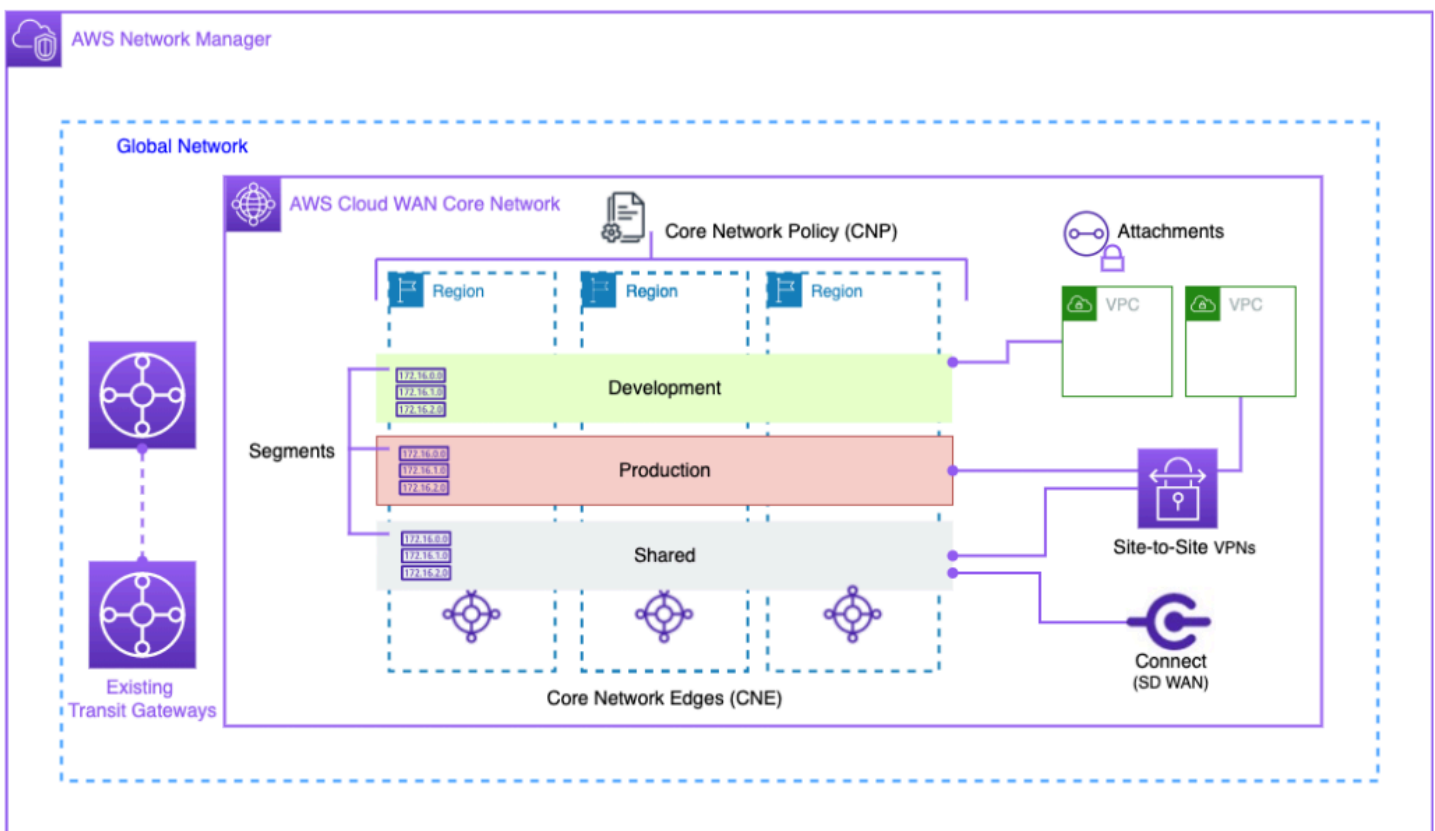 AWS Network Manager
Global Network
AWS Cloud WAN Core Network
Core Network Policy (CNP)
Attachments
Region
Region
Region
VPC
VPC
172.16.0.0
172.16.1.0
172.16.2.0
Development
Segments
172.16.0.0
172.16.1.0
172.16.2.0
Production
172.16.0.0
172.16.1.0
172.16.2.0
Shared
Site-to-Site VPNs
Connect
(SD WAN)
Existing
Transit Gateways
Core Network Edges (CNE)